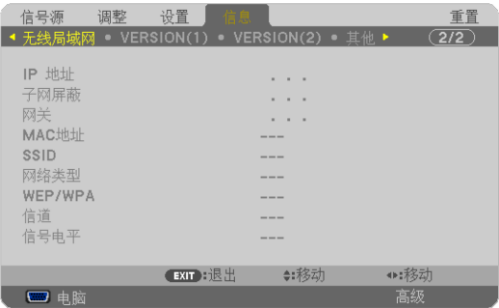 信号源 调整 设置 信息 重置
无线局域网 • VERSION(1) • VERSION(2) • 其他 2/2
IP 地址 . . .
子网屏蔽 . . .
网关 . . .
MAC地址 ---
SSID ---
网络类型 ---
WEP/WPA ---
信道 ---
信号电平 ---
EXIT :退出 :移动 :移动
电脑 高级